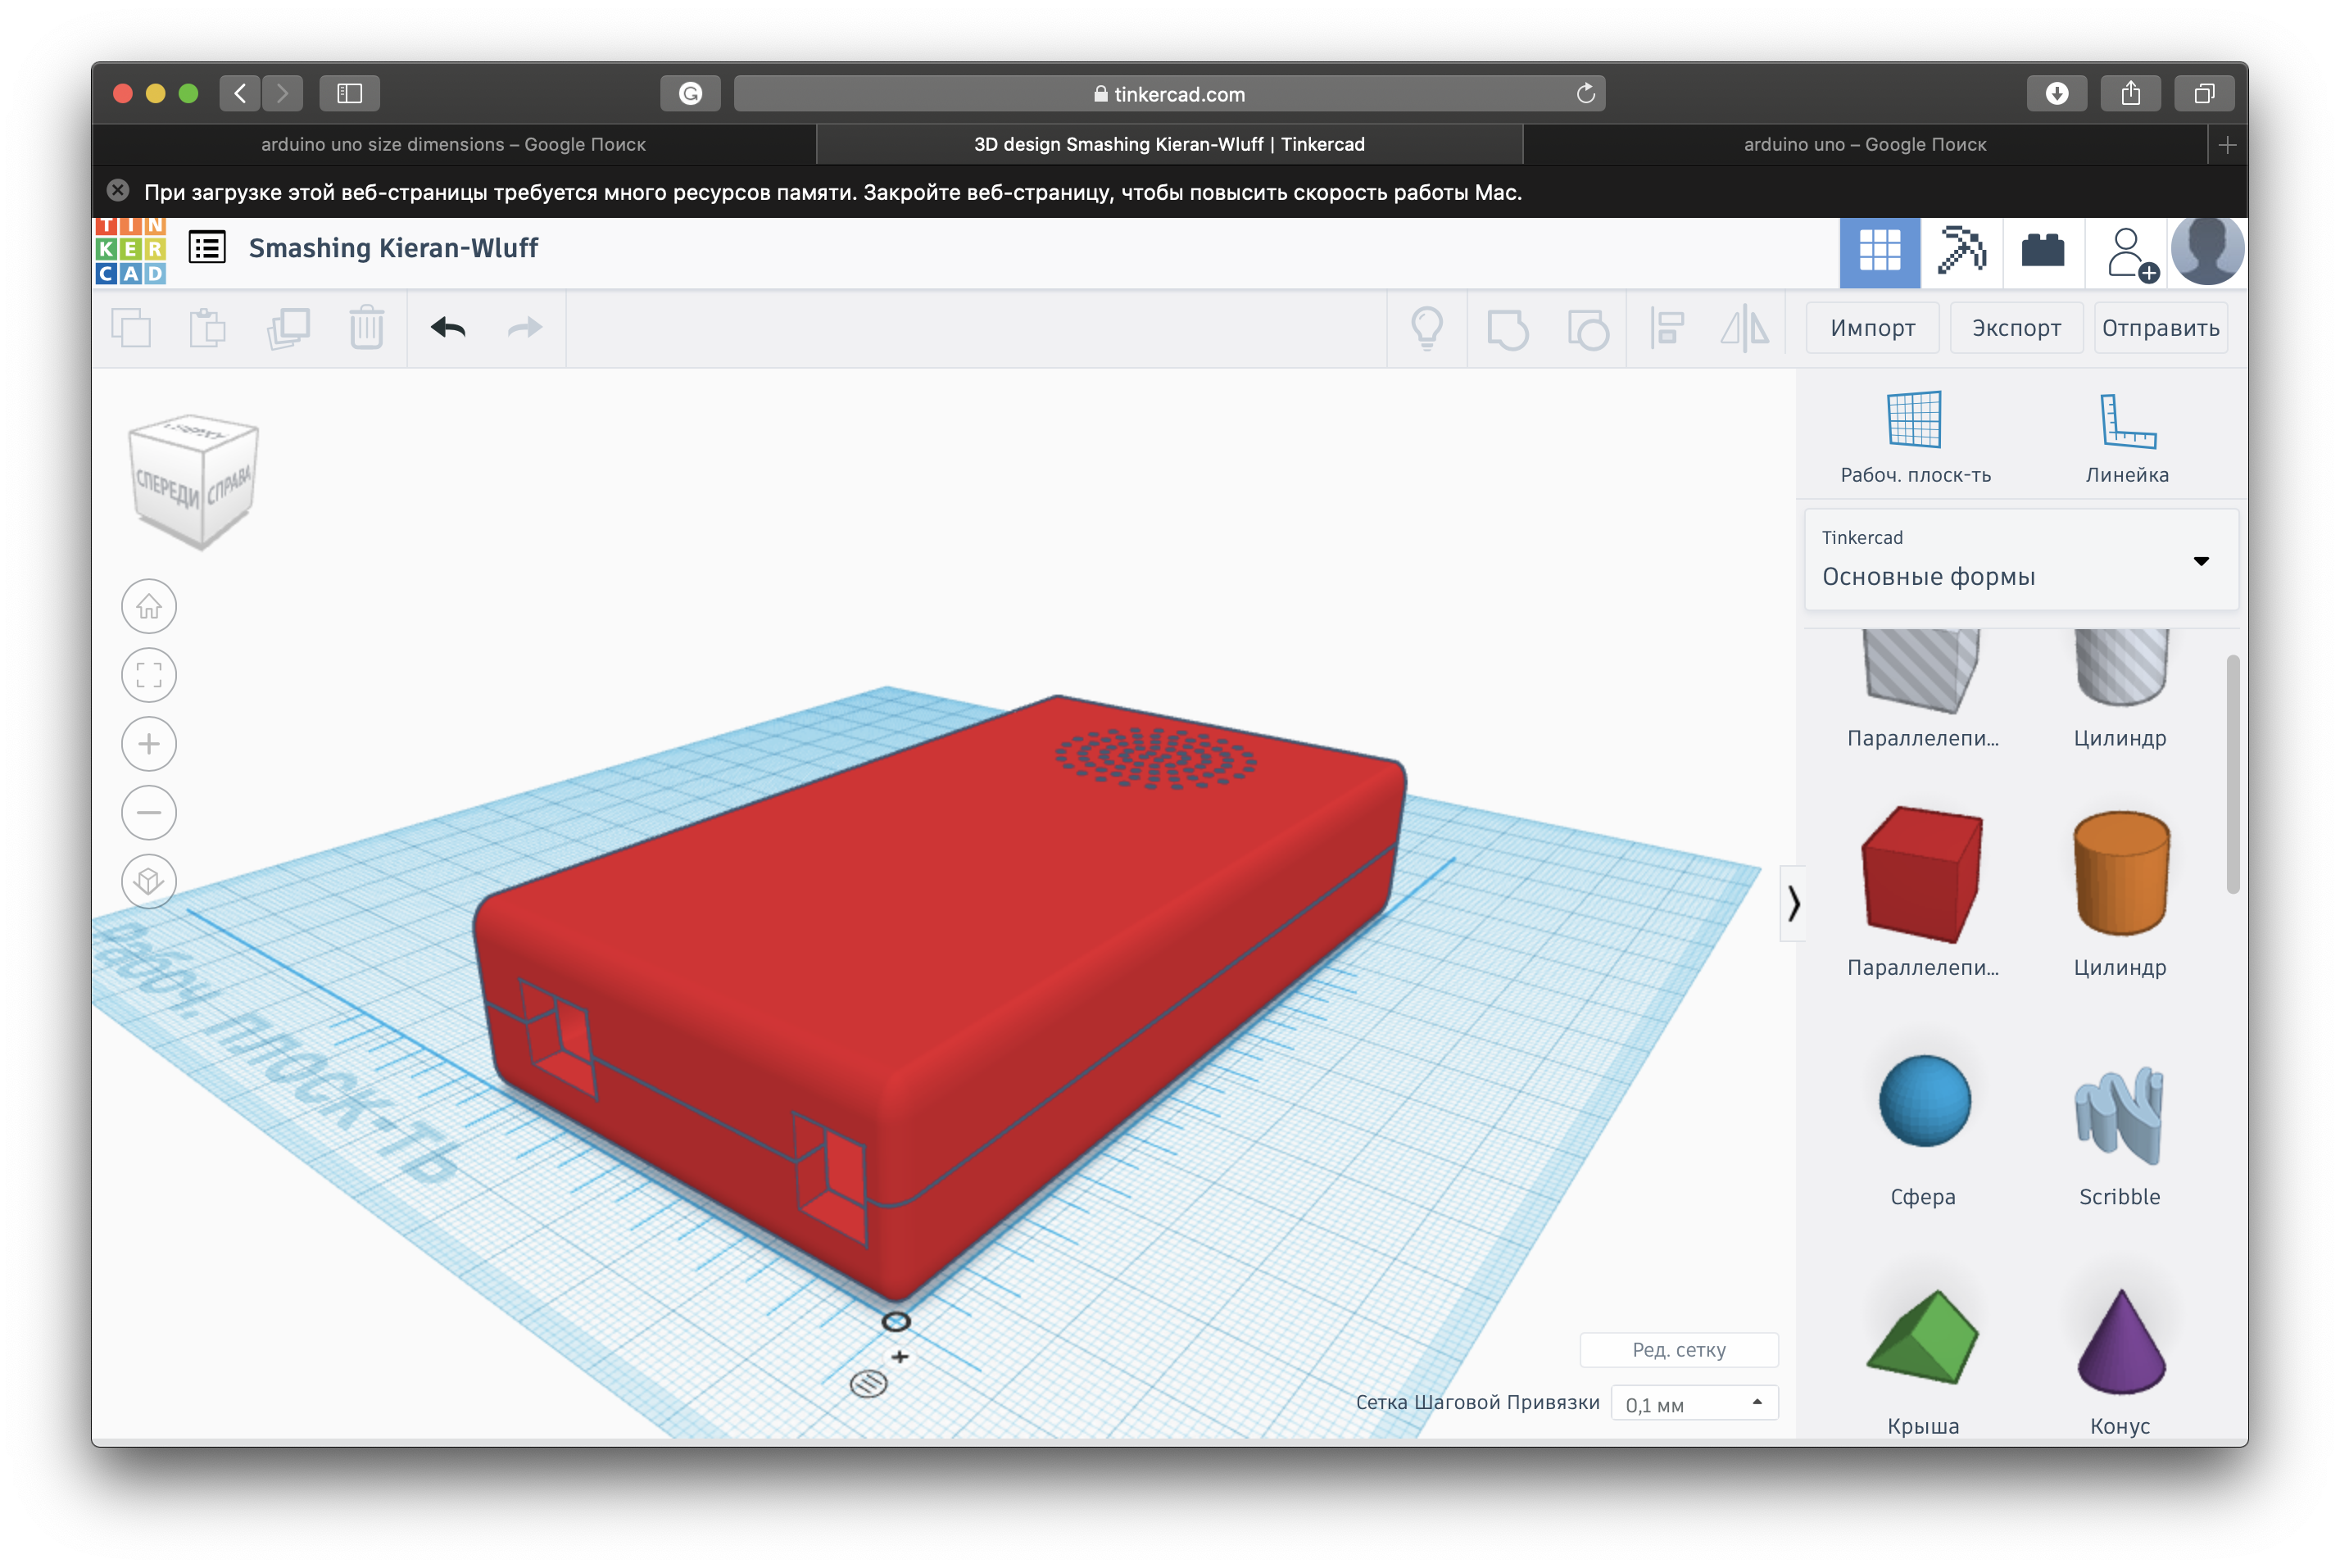 tinkercad.com
arduino uno size dimensions – Google Поиск
3D design Smashing Kieran-Wluff | Tinkercad
arduino uno – Google Поиск
При загрузке этой веб-страницы требуется много ресурсов памяти. Закройте веб-страницу, чтобы повысить скорость работы Mac.
TIN
KER
CAD
Smashing Kieran-Wluff
Импорт
Экспорт
Отправить
СПЕРЕДИ
СПРАВА
Рабоч. плоск-ть
Линейка
Tinkercad
Основные формы
Параллелепи...
Цилиндр
Параллелепи...
Цилиндр
Сфера
Scribble
Крыша
Конус
Рабоч. плоск-ть
Ред. сетку
Сетка Шаговой Привязки
0,1 мм